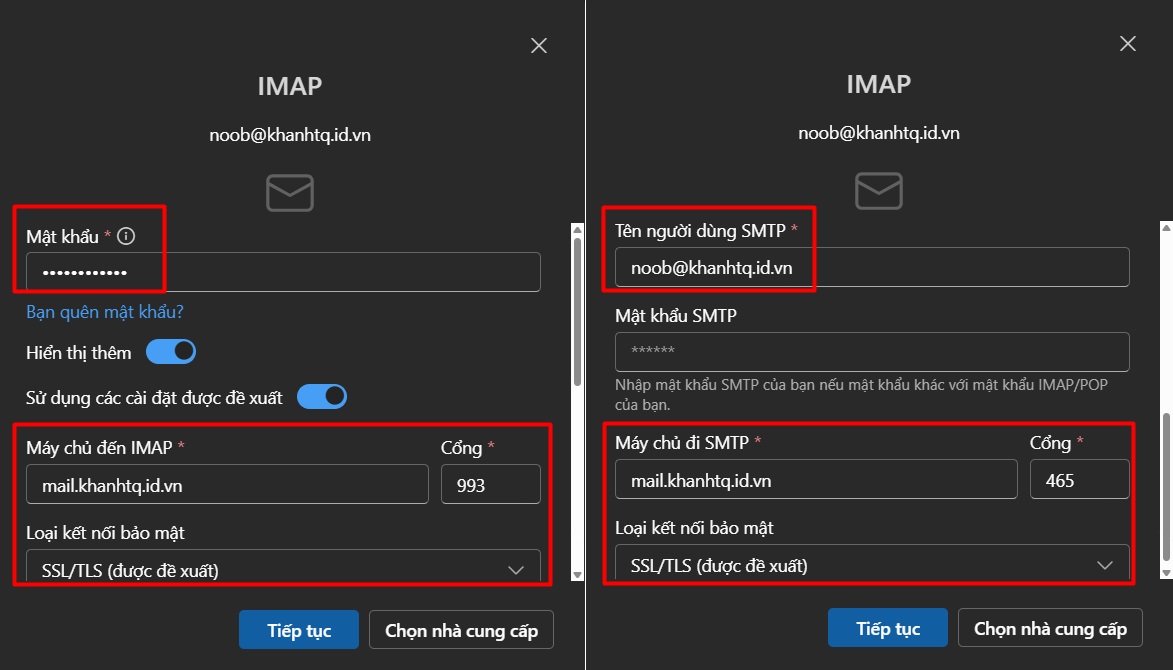 IMAP
noob@khanhtq.id.vn
Mật khẩu *
••••••••••••
Bạn quên mật khẩu?
Hiển thị thêm
Sử dụng các cài đặt được đề xuất
Máy chủ đến IMAP * Cổng *
mail.khanhtq.id.vn 993
Loại kết nối bảo mật
SSL/TLS (được đề xuất)
Tiếp tục Chọn nhà cung cấp
IMAP
noob@khanhtq.id.vn
Tên người dùng SMTP *
noob@khanhtq.id.vn
Mật khẩu SMTP
******
Nhập mật khẩu SMTP của bạn nếu mật khẩu khác với mật khẩu IMAP/POP
của bạn.
Máy chủ đi SMTP * Cổng *
mail.khanhtq.id.vn 465
Loại kết nối bảo mật
SSL/TLS (được đề xuất)
Tiếp tục Chọn nhà cung cấp